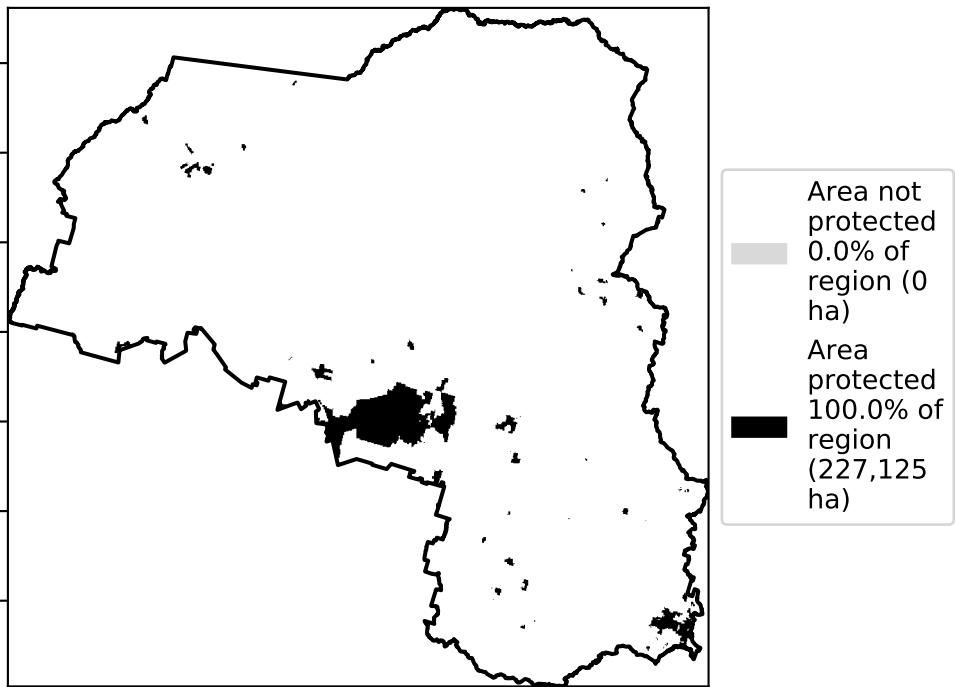 Area not
protected
0.0% of
region (0
ha)
Area
protected
100.0% of
region
(227,125
ha)